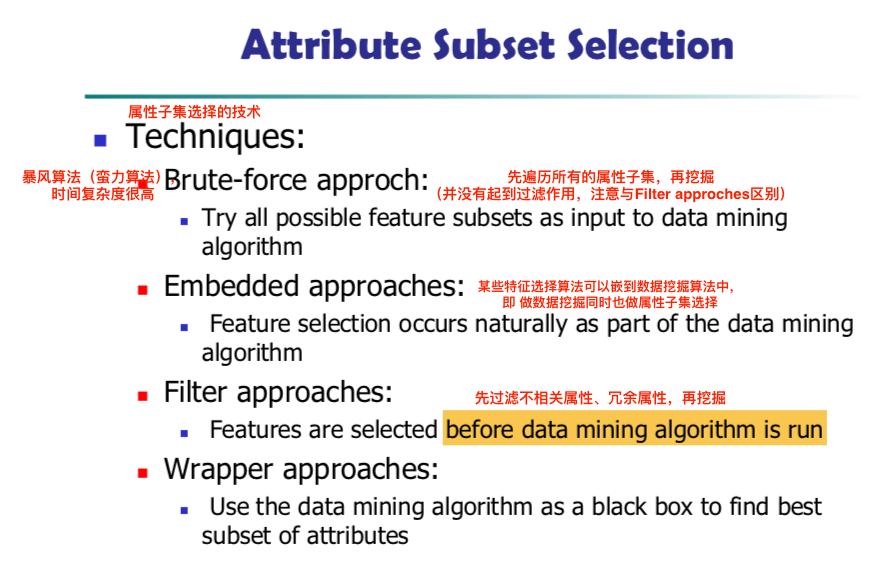 Attribute Subset Selection
属性子集选择的技术
Techniques:
暴风算法（蛮力算法），
时间复杂度很高
Brute-force approch:
先遍历所有的属性子集，再挖掘
（并没有起到过滤作用，注意与Filter approches区别）
Try all possible feature subsets as input to data mining
algorithm
Embedded approaches:
某些特征选择算法可以嵌到数据挖掘算法中，
即 做数据挖掘同时也做属性子集选择
Feature selection occurs naturally as part of the data mining
algorithm
Filter approaches:
先过滤不相关属性、冗余属性，再挖掘
Features are selected before data mining algorithm is run
Wrapper approaches:
Use the data mining algorithm as a black box to find best
subset of attributes